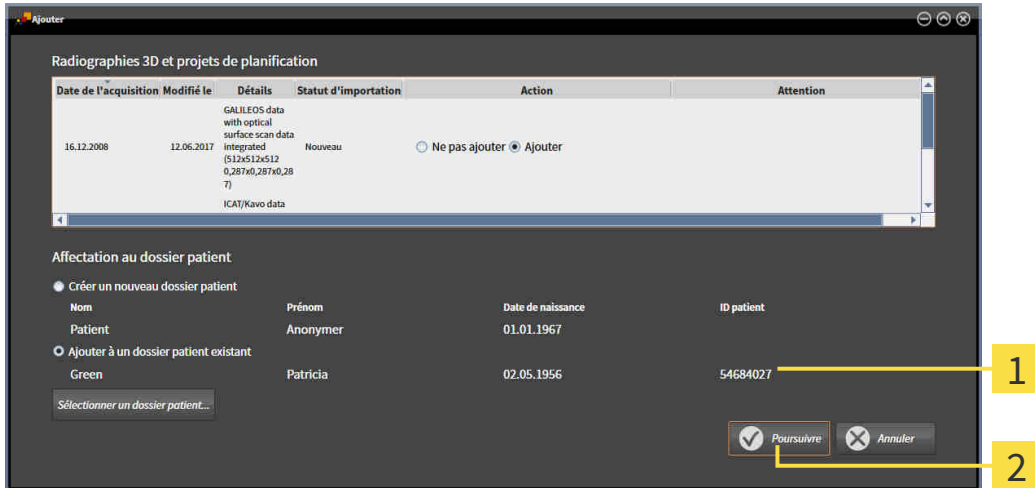 Ajouter
Radiographies 3D et projets de planification
Date de l'acquisition Modifié le Détails Statut d'importation Action Attention
GALILEOS data
with optical
surface scan data
16.12.2008 12.06.2017 integrated Nouveau Ne pas ajouter Ajouter
(512x512x512
0,287x0,287x0,28
7)
ICAT/Kavo data
Affectation au dossier patient
Créer un nouveau dossier patient
Nom Prénom Date de naissance ID patient
Patient Anonymer 01.01.1967
Ajouter à un dossier patient existant
Green Patricia 02.05.1956 54684027 1
Sélectionner un dossier patient...
Poursuivre Annuler
2